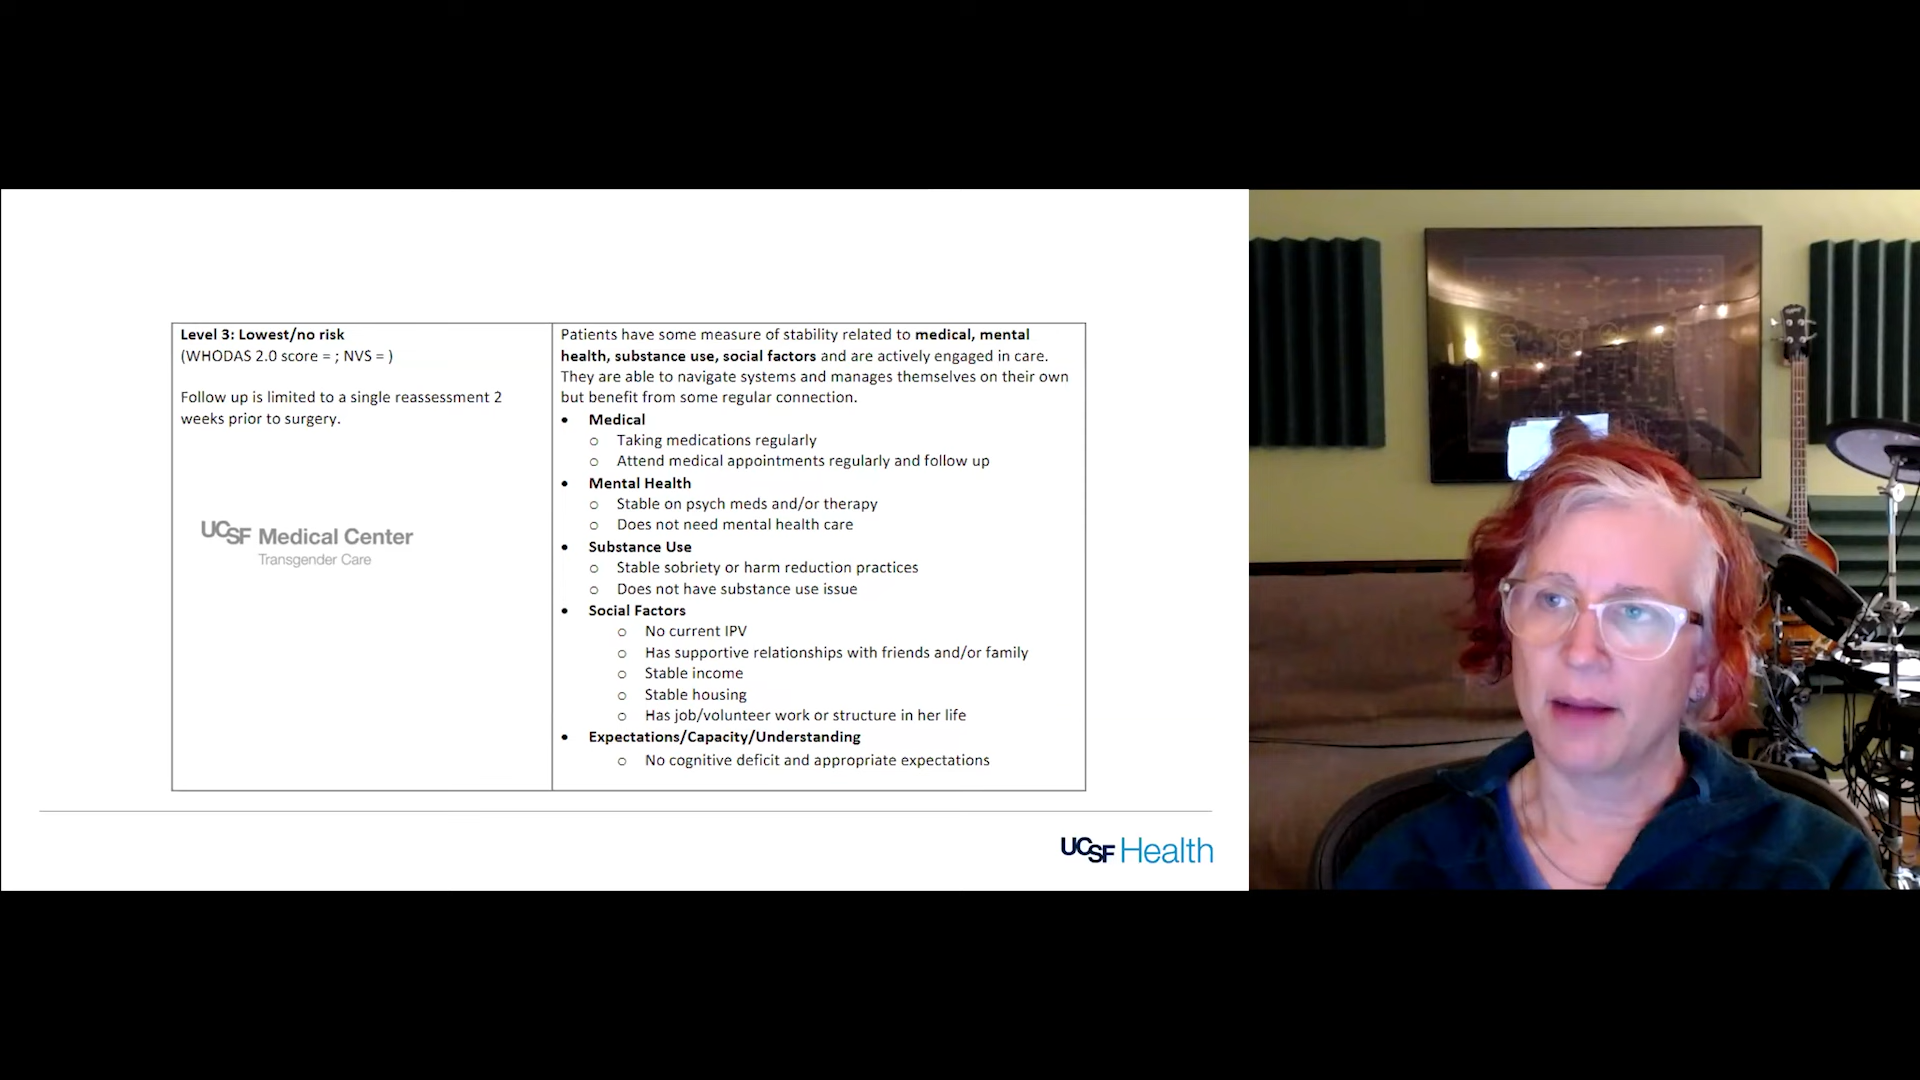 Level 3: Lowest/no risk
(WHODAS 2.0 score = ; NVS = )
Follow up is limited to a single reassessment 2
weeks prior to surgery.
UCSF Medical Center
Transgender Care
Patients have some measure of stability related to medical, mental
health, substance use, social factors and are actively engaged in care.
They are able to navigate systems and manages themselves on their own
but benefit from some regular connection.
• Medical
o Taking medications regularly
o Attend medical appointments regularly and follow up
• Mental Health
o Stable on psych meds and/or therapy
o Does not need mental health care
• Substance Use
o Stable sobriety or harm reduction practices
o Does not have substance use issue
• Social Factors
o No current IPV
o Has supportive relationships with friends and/or family
o Stable income
o Stable housing
o Has job/volunteer work or structure in her life
• Expectations/Capacity/Understanding
o No cognitive deficit and appropriate expectations
UCSF Health